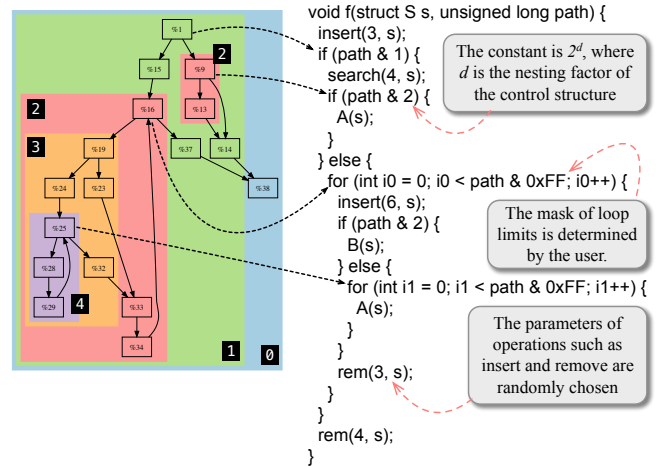 %1
%15
%9
2
2
%16
%13
3
%19
%37
%14
%24
%23
%38
%25
%28
%32
%29
4
%33
%34
1
0
void f(struct S s, unsigned long path) {
insert(3, s);
if (path & 1) {
search(4, s);
if (path & 2) {
A(s);
}
} else {
for (int i0 = 0; i0 < path & 0xFF; i0++) {
insert(6, s);
if (path & 2) {
B(s);
} else {
for (int i1 = 0; i1 < path & 0xFF; i1++) {
A(s);
}
}
rem(3, s);
}
}
rem(4, s);
}
The constant is 2^d, where
d is the nesting factor of
the control structure
The mask of loop
limits is determined
by the user.
The parameters of
operations such as
insert and remove are
randomly chosen